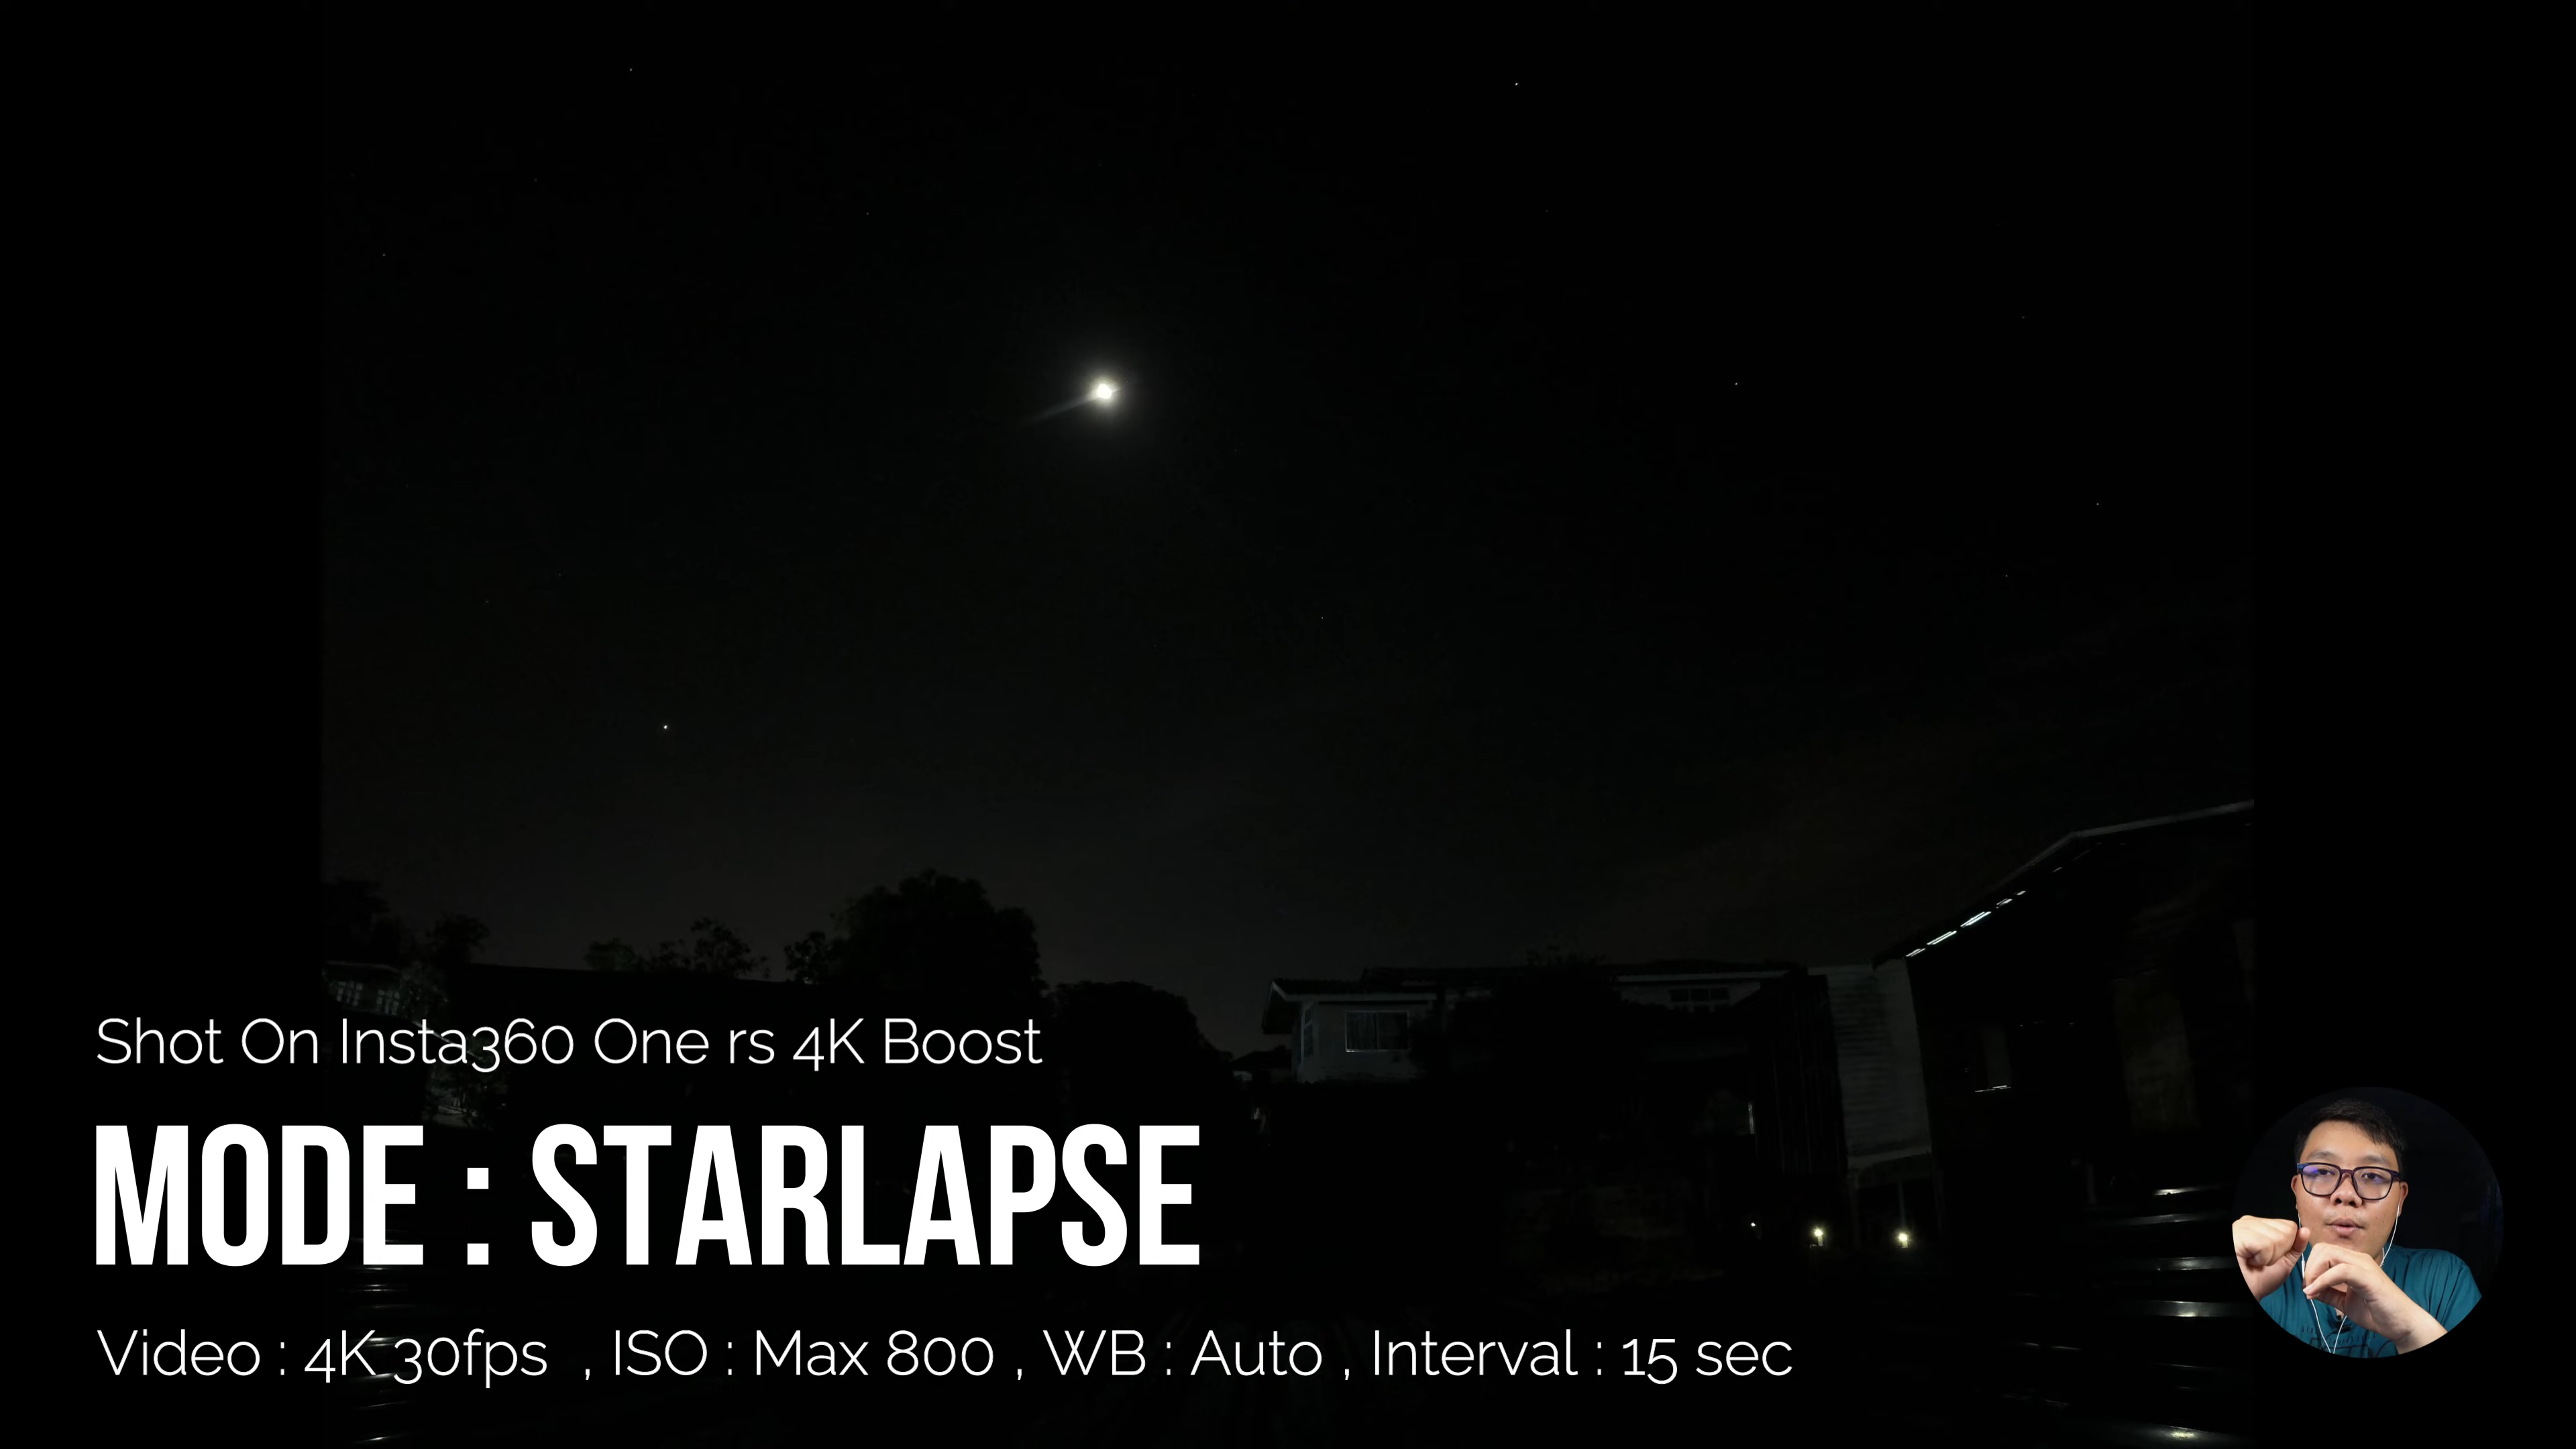 Shot On Insta360 One rs 4K Boost
MODE : STARLAPSE
Video : 4K 30fps , ISO : Max 800 , WB : Auto , Interval : 15 sec